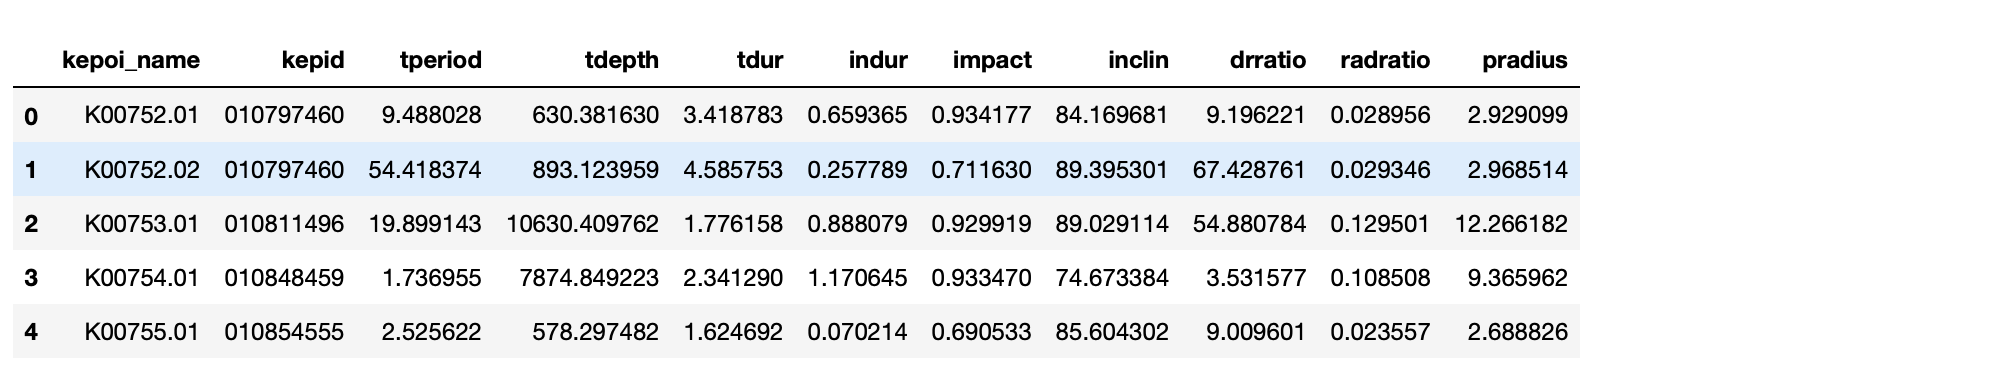 kepoi_name kepid tperiod tdepth tdur indur impact inclin drratio radratio pradius
0 K00752.01 010797460 9.488028 630.381630 3.418783 0.659365 0.934177 84.169681 9.196221 0.028956 2.929099
1 K00752.02 010797460 54.418374 893.123959 4.585753 0.257789 0.711630 89.395301 67.428761 0.029346 2.968514
2 K00753.01 010811496 19.899143 10630.409762 1.776158 0.888079 0.929919 89.029114 54.880784 0.129501 12.266182
3 K00754.01 010848459 1.736955 7874.849223 2.341290 1.170645 0.933470 74.673384 3.531577 0.108508 9.365962
4 K00755.01 010854555 2.525622 578.297482 1.624692 0.070214 0.690533 85.604302 9.009601 0.023557 2.688826